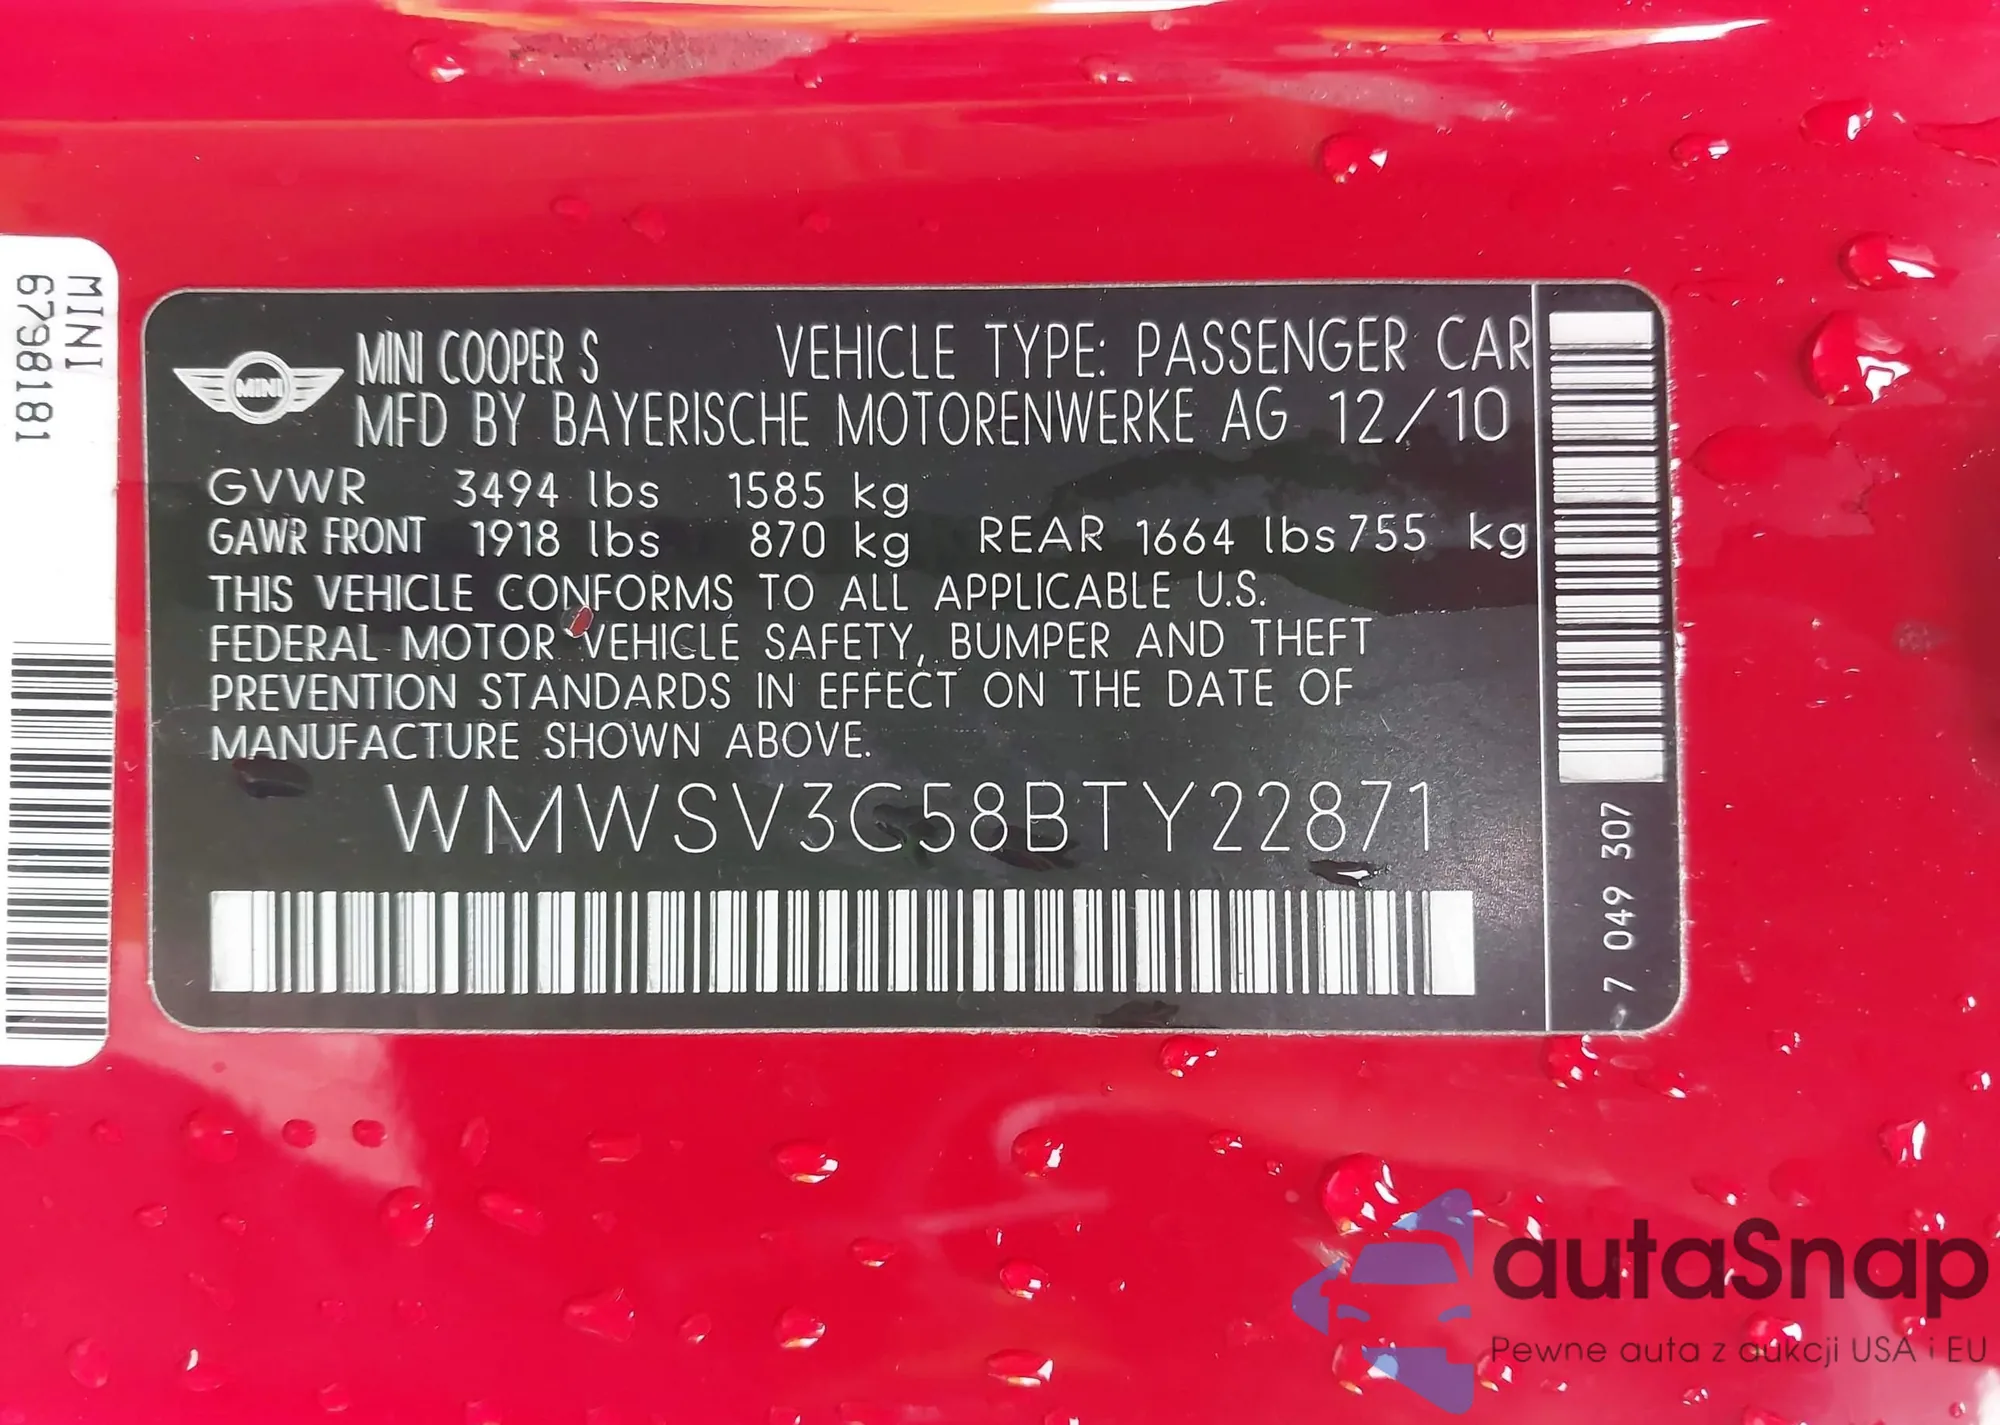 MINI
67988181
MINI
MINI COOPER S VEHICLE TYPE: PASSENGER CAR
MFD BY BAYERISCHE MOTORENWERKE AG 12/10
GVWR 3494 lbs 1585 kg
GAWR FRONT 1918 lbs 870 kg REAR 1664 lbs 755 kg
THIS VEHICLE CONFORMS TO ALL APPLICABLE U.S.
FEDERAL MOTOR VEHICLE SAFETY, BUMPER AND THEFT
PREVENTION STANDARDS IN EFFECT ON THE DATE OF
MANUFACTURE SHOWN ABOVE.
WMWSV3C58BTY22871
7 049 307
autaSnap
Pewne auta z aukcji USA i EU